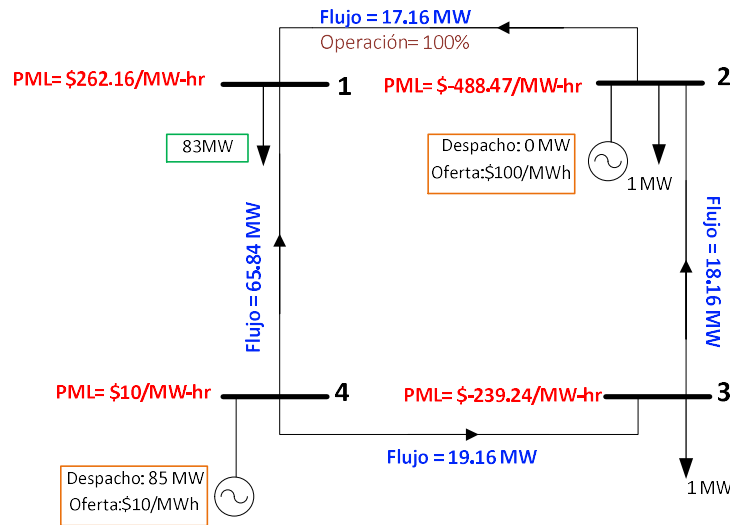 Flujo = 17.16 MW
Operación= 100%
PML= $262.16/MW-hr
1
PML= $-488.47/MW-hr
2
83MW
Despacho: 0 MW
Oferta:$100/MWh
1 MW
Flujo = 65.84 MW
Flujo = 18.16 MW
PML= $10/MW-hr
4
PML= $-239.24/MW-hr
3
Flujo = 19.16 MW
Despacho: 85 MW
Oferta:$10/MWh
1 MW